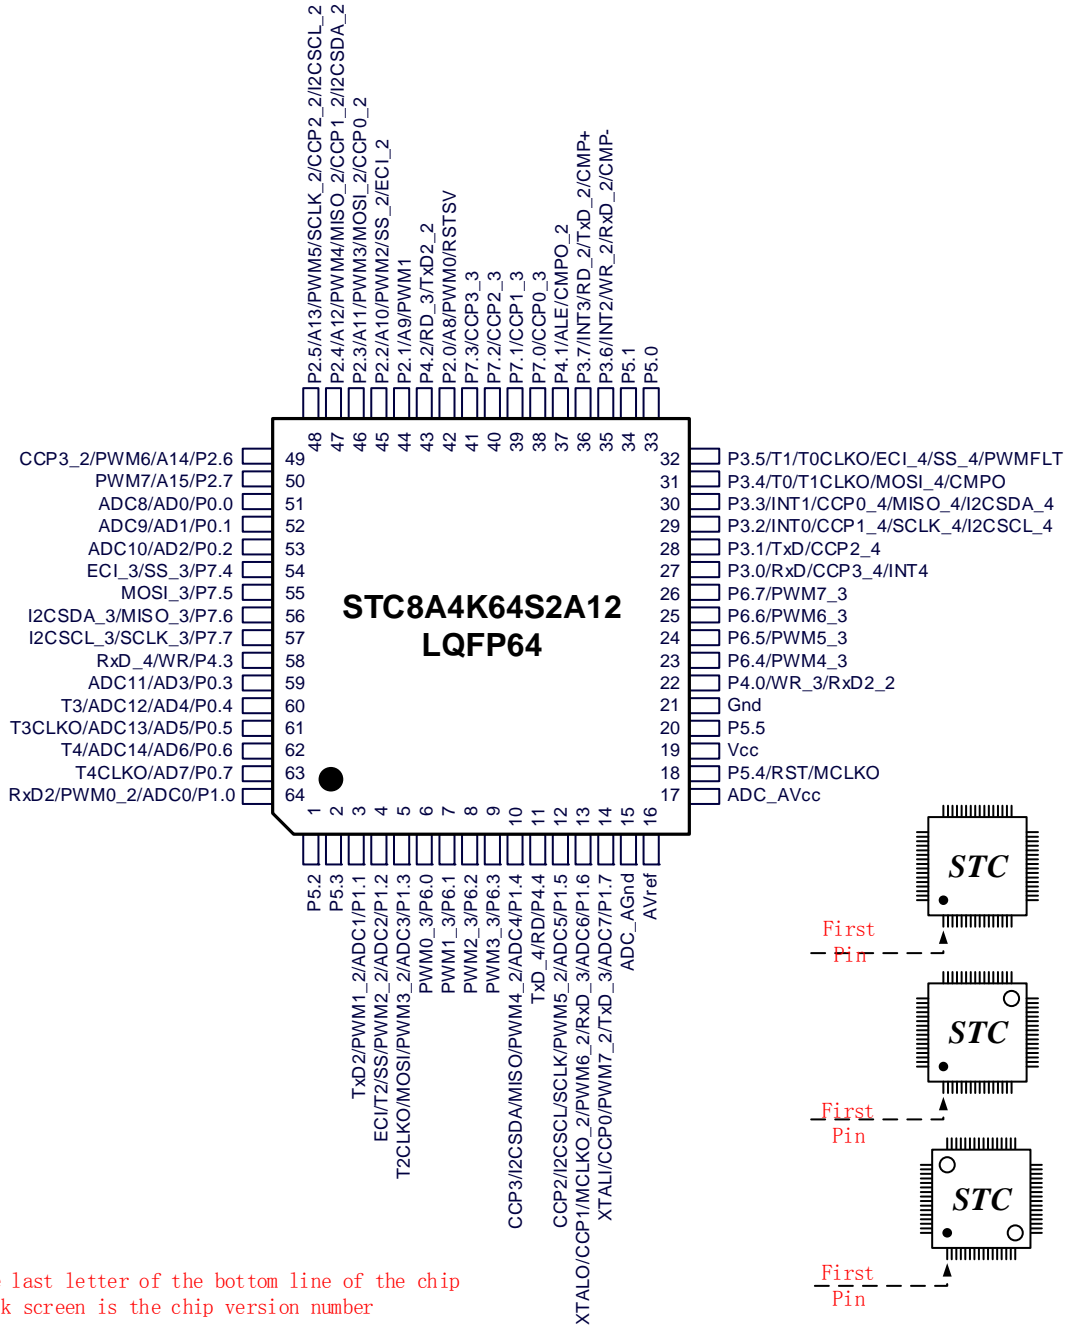 P2.5/A13/PWM5/SCLK_2/CCP2_2/I2CSCL_2
P2.4/A12/PWM4/MISO_2/CCP1_2/I2CSDA_2
P2.3/A11/PWM3/MOSI_2/CCP0_2
P2.2/A10/PWM2/SS_2/ECI_2
P2.1/A9/PWM1
P4.2/RD_3/TxD2_2
P2.0/A8/PWM0/RSTSV
P7.3/CCP3_3
P7.2/CCP2_3
P7.1/CCP1_3
P7.0/CCP0_3
P4.1/ALE/CMPO_2
P3.7/INT3/RD_2/TxD_2/CMP+
P3.6/INT2/WR_2/RxD_2/CMP-
P5.1
P5.0
48 47 46 45 44 43 42 41 40 39 38 37 36 35 34 33
CCP3_2/PWM6/A14/P2.6 49
PWM7/A15/P2.7 50
ADC8/AD0/P0.0 51
ADC9/AD1/P0.1 52
ADC10/AD2/P0.2 53
ECI_3/SS_3/P7.4 54
MOSI_3/P7.5 55
I2CSDA_3/MISO_3/P7.6 56
I2CSCL_3/SCLK_3/P7.7 57
RxD_4/WR/P4.3 58
ADC11/AD3/P0.3 59
T3/ADC12/AD4/P0.4 60
T3CLKO/ADC13/AD5/P0.5 61
T4/ADC14/AD6/P0.6 62
T4CLKO/AD7/P0.7 63
RxD2/PWM0_2/ADC0/P1.0 64
STC8A4K64S2A12
LQFP64
32 P3.5/T1/T0CLKO/ECI_4/SS_4/PWMFLT
31 P3.4/T0/T1CLKO/MOSI_4/CMPO
30 P3.3/INT1/CCP0_4/MISO_4/I2CSDA_4
29 P3.2/INT0/CCP1_4/SCLK_4/I2CSCL_4
28 P3.1/TxD/CCP2_4
27 P3.0/RxD/CCP3_4/INT4
26 P6.7/PWM7_3
25 P6.6/PWM6_3
24 P6.5/PWM5_3
23 P6.4/PWM4_3
22 P4.0/WR_3/RxD2_2
21 Gnd
20 P5.5
19 Vcc
18 P5.4/RST/MCLKO
17 ADC_AVcc
1 2 3 4 5 6 7 8 9 10 11 12 13 14 15 16
P5.2
P5.3
TxD2/PWM1_2/ADC1/P1.1
ECI/T2/SS/PWM2_2/ADC2/P1.2
T2CLKO/MOSI/PWM3_2/ADC3/P1.3
PWM0_3/P6.0
PWM1_3/P6.1
PWM2_3/P6.2
PWM3_3/P6.3
CCP3/I2CSDA/MISO/PWM4_2/ADC4/P1.4
TxD_4/RD/P4.4
CCP2/I2CSCL/SCLK/PWM5_2/ADC5/P1.5
XTALO/CCP1/MCLKO_2/PWM6_2/RxD_3/ADC6/P1.6
XTALI/CCP0/PWM7_2/TxD_3/ADC7/P1.7
ADC_AGnd
AVref
STC
First
Pin
STC
First
Pin
STC
First
Pin
last letter of the bottom line of the chip
screen is the chip version number